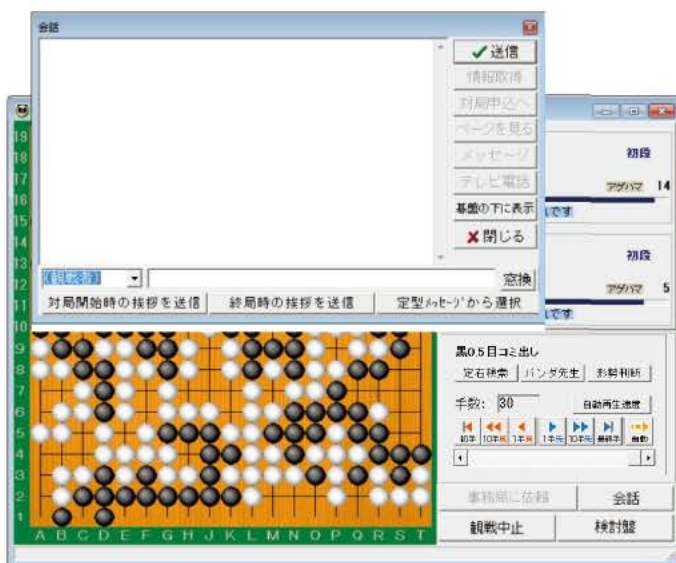 会話
送信
情報取得
対局申込へ
ページを見る
メッセージ
テレビ電話
碁盤の下に表示
閉じる
(観戦者)
窓換
対局開始時の挨拶を送信
終局時の挨拶を送信
定型メッセージから選択
初段
アゲハマ 14
れです
初段
アゲハマ 5
れです
黒0.5目コミ出し
定石検索
パンダ先生
形勢判断
手数: 30
自動再生速度
初手
10手戻
1手戻
1手先
10手先
最終手
自動
事務局に依頼
会話
観戦中止
検討盤
19
18
17
16
15
14
13
12
11
10
9
8
7
6
5
4
3
2
1
A B C D E F G H J K L M N O P Q R S T